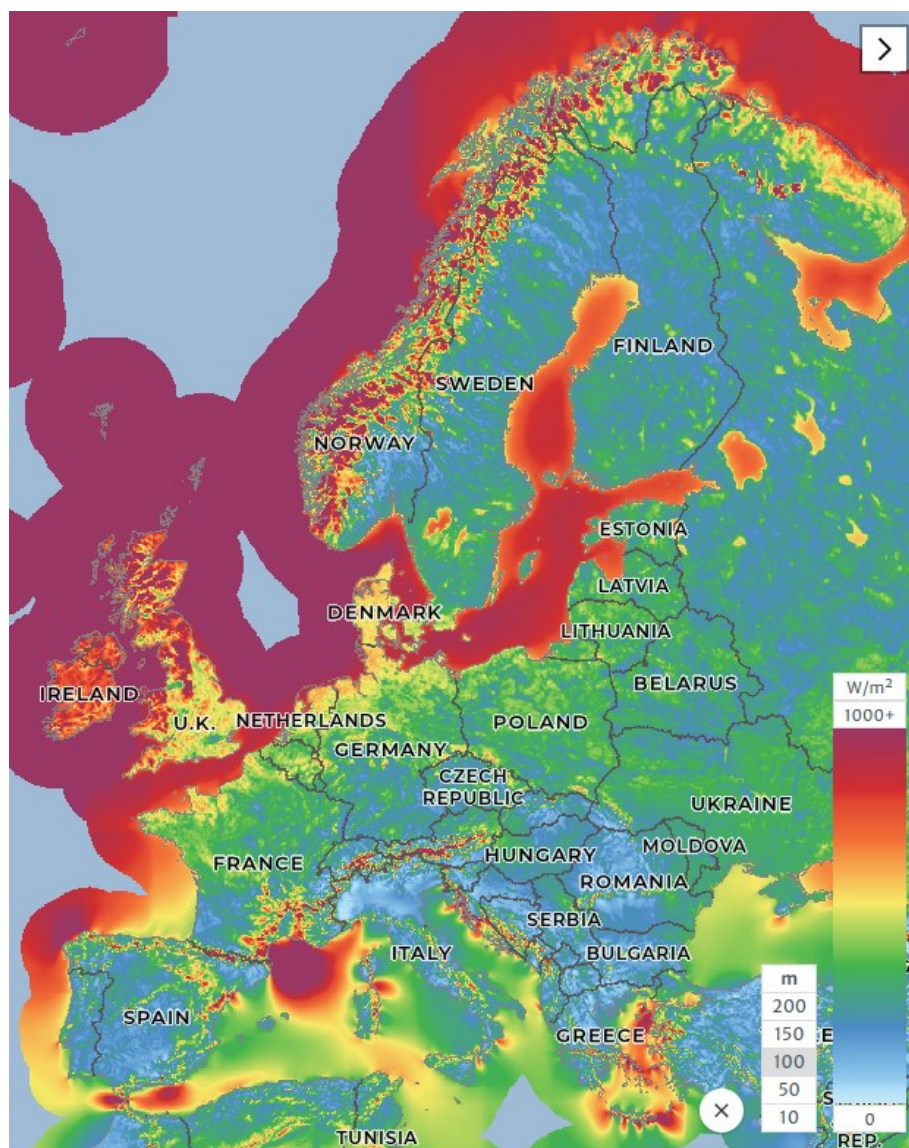 >
FINLAND
SWEDEN
NORWAY
ESTONIA
LATVIA
DENMARK
LITHUANIA
BELARUS
IRELAND
U.K.
NETHERLANDS
POLAND
GERMANY
CZECH
REPUBLIC
UKRAINE
MOLDOVA
FRANCE
HUNGARY
ROMANIA
SERBIA
ITALY
BULGARIA
SPAIN
GREECE
TUNISIA
REP.
W/m²
1000+
0
m
200
150
100
50
10
×